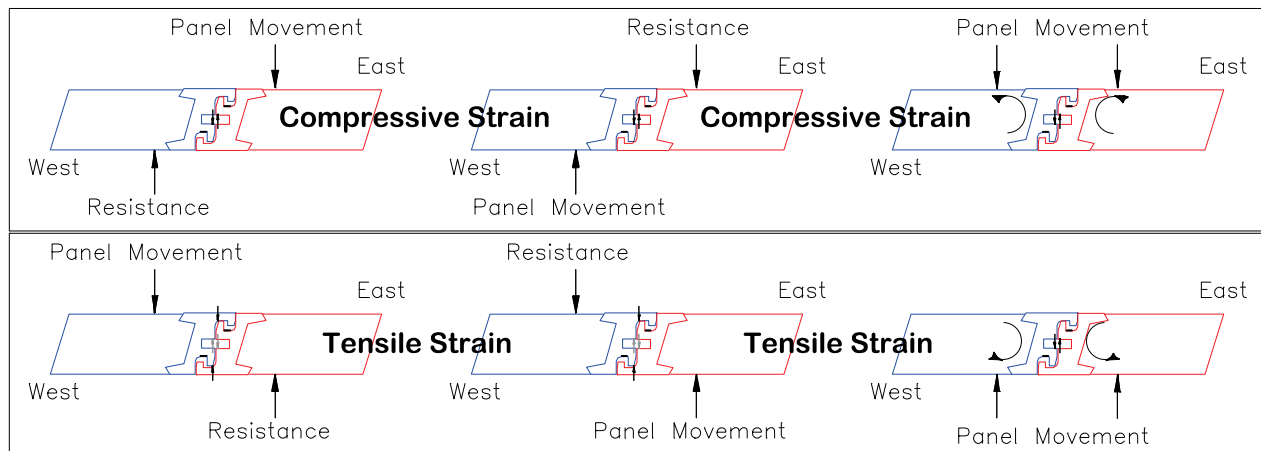 Panel Movement
Resistance
Panel Movement
East
East
East
Compressive Strain
Compressive Strain
West
West
West
Resistance
Panel Movement
Panel Movement
Resistance
East
East
East
Tensile Strain
Tensile Strain
West
West
West
Resistance
Panel Movement
Panel Movement